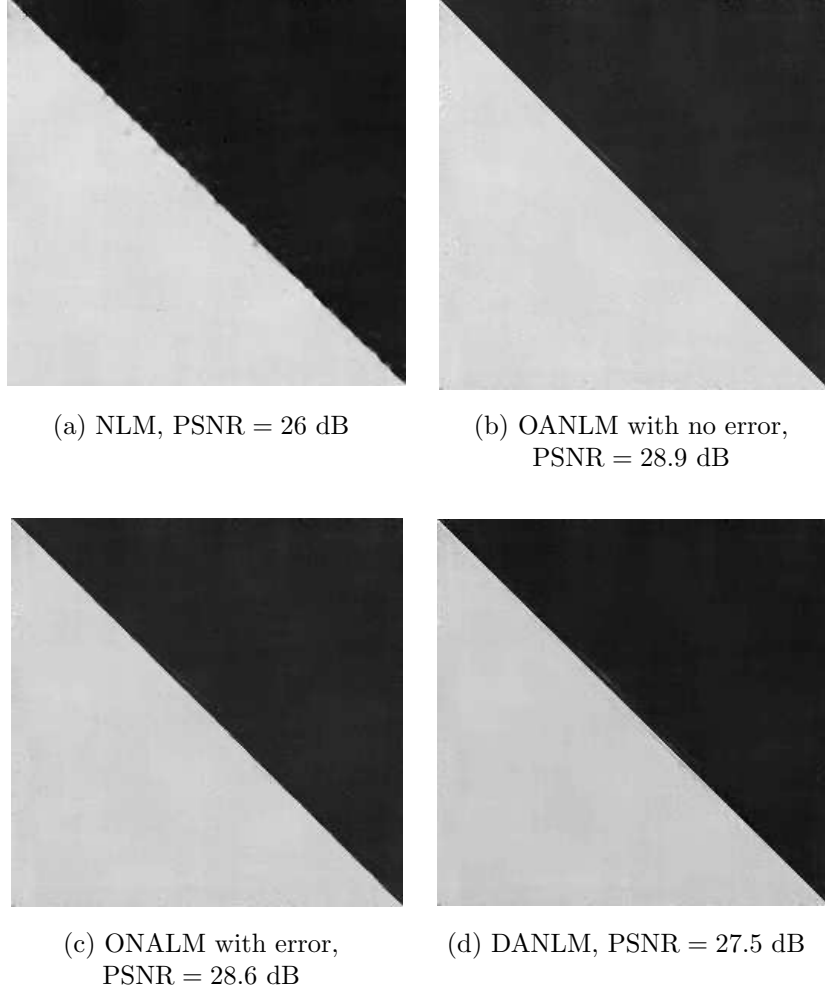 (a) NLM, PSNR = 26 dB
(b) OANLM with no error,
PSNR = 28.9 dB
(c) ONALM with error,
PSNR = 28.6 dB
(d) DANLM, PSNR = 27.5 dB